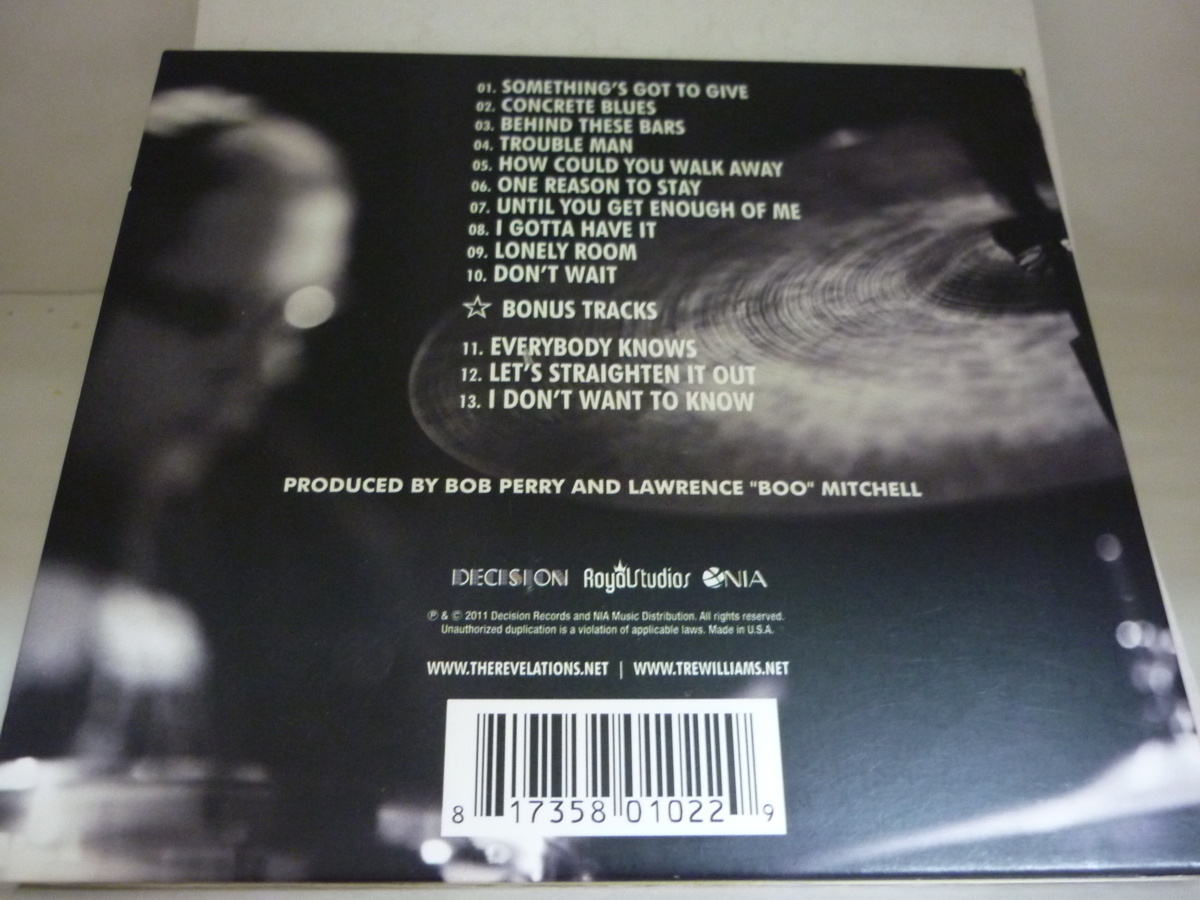 01. SOMETHING'S GOT TO GIVE
02. CONCRETE BLUES
03. BEHIND THESE BARS
04. TROUBLE MAN
05. HOW COULD YOU WALK AWAY
06. ONE REASON TO STAY
07. UNTIL YOU GET ENOUGH OF ME
08. I GOTTA HAVE IT
09. LONELY ROOM
10. DON'T WAIT
☆ BONUS TRACKS
11. EVERYBODY KNOWS
12. LET'S STRAIGHTEN IT OUT
13. I DON'T WANT TO KNOW
PRODUCED BY BOB PERRY AND LAWRENCE "BOO" MITCHELL
DECISION RoyalStudios NIA
℗ & © 2011 Decision Records and NIA Music Distribution. All rights reserved.
Unauthorized duplication is a violation of applicable laws. Made in U.S.A.
WWW.THEREVELATIONS.NET | WWW.TREWILLIAMS.NET
8 17358 01022 9